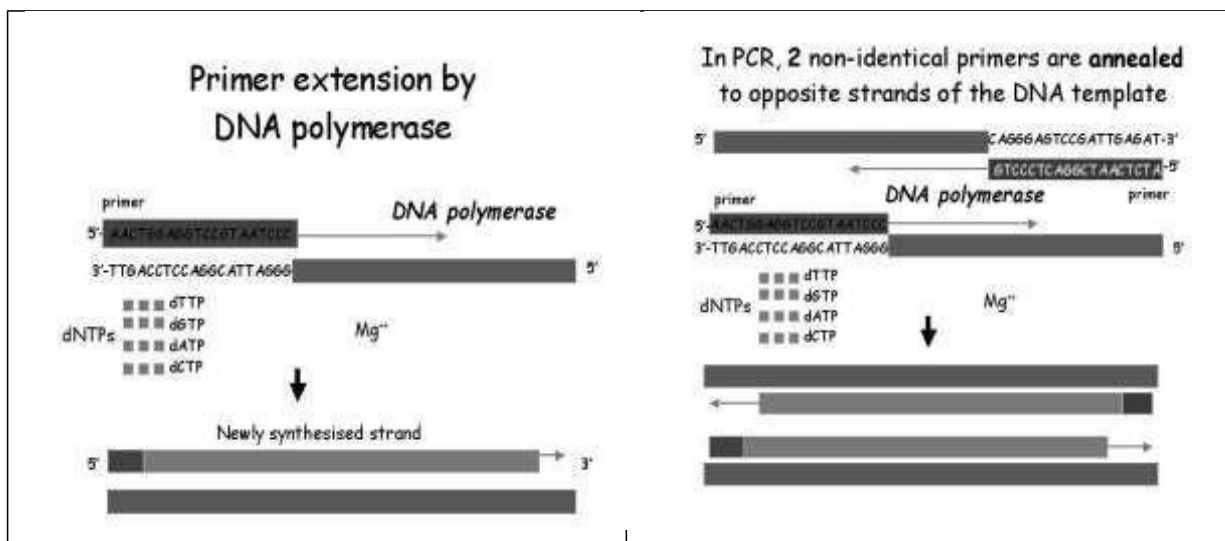 Primer extension by
DNA polymerase
primer
DNA polymerase
5'- AACTGGAGGTCCGTAATCCC
3'-TTGACCTCCAGGCATTAGGG 5'
dTTP
dGTP
dNTPs
dATP
dCTP
Mg⁺⁺
Newly synthesised strand
5' 3'
In PCR, 2 non-identical primers are annealed
to opposite strands of the DNA template
5' CAGGGAGTCCGATTGAGAT-3'
GTCCCTCAGGCTAACTCTA-5'
primer DNA polymerase primer
5'- AACTGGAGGTCCGTAATCCC
3'-TTGACCTCCAGGCATTAGGG 5'
dTTP
dGTP
dNTPs
dATP
dCTP
Mg⁺⁺